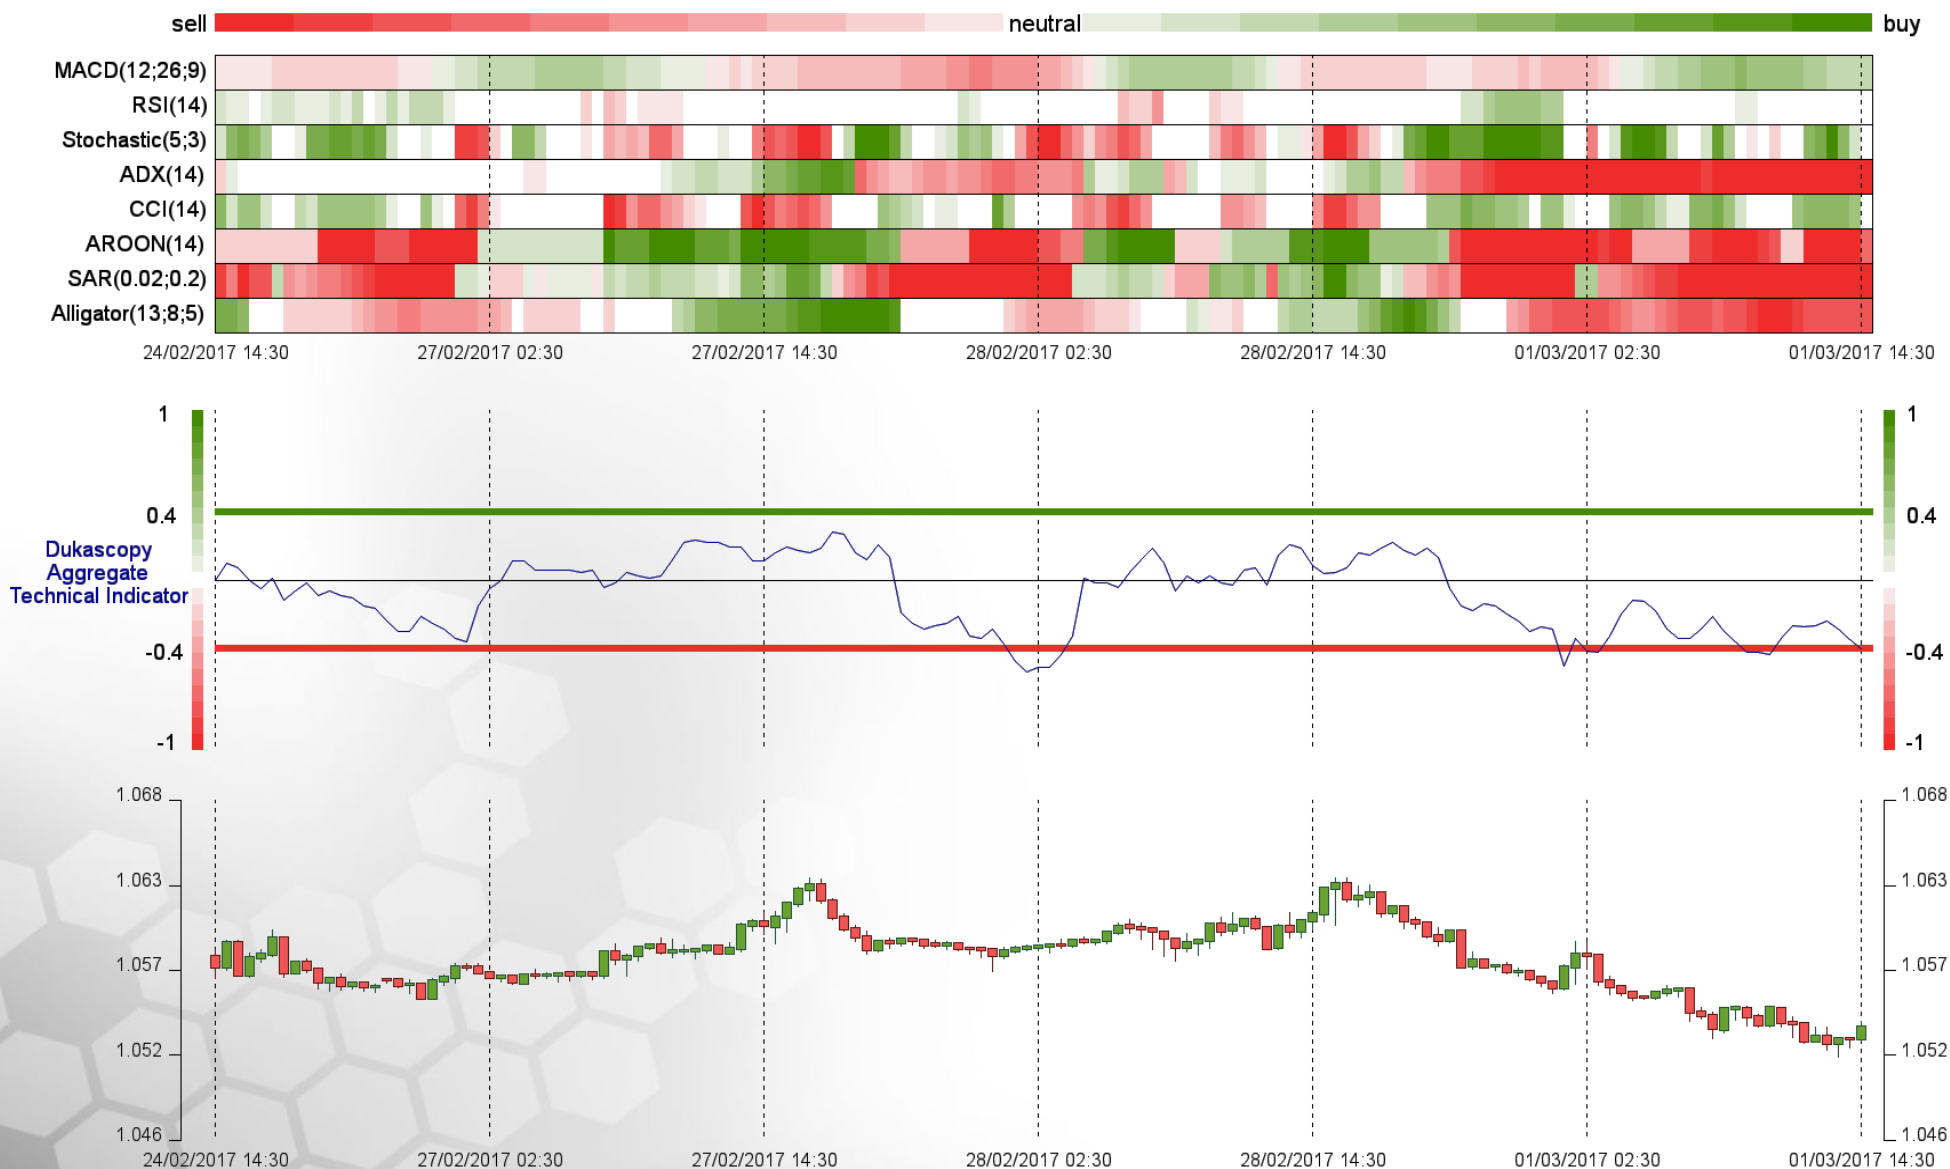 sell neutral buy
MACD(12;26;9)
RSI(14)
Stochastic(5;3)
ADX(14)
CCI(14)
AROON(14)
SAR(0.02;0.2)
Alligator(13;8;5)
24/02/2017 14:30 27/02/2017 02:30 27/02/2017 14:30 28/02/2017 02:30 28/02/2017 14:30 01/03/2017 02:30 01/03/2017 14:30
1 1
0.4 0.4
Dukascopy
Aggregate
Technical Indicator
-0.4 -0.4
-1 -1
1.068 1.068
1.063 1.063
1.057 1.057
1.052 1.052
1.046 1.046
24/02/2017 14:30 27/02/2017 02:30 27/02/2017 14:30 28/02/2017 02:30 28/02/2017 14:30 01/03/2017 02:30 01/03/2017 14:30